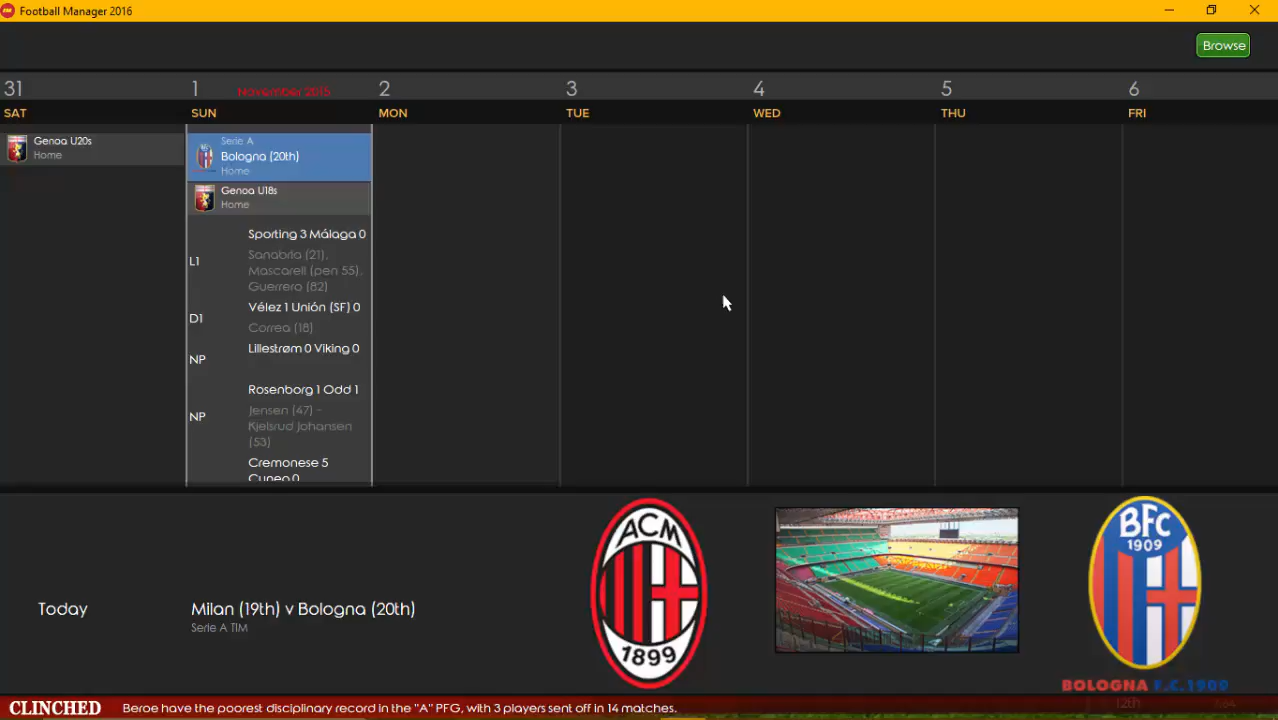 Football Manager 2016
Browse
31
1
November 2015
2
3
4
5
6
SAT
SUN
MON
TUE
WED
THU
FRI
Genoa U20s
Home
Serie A
Bologna (20th)
Home
Genoa U18s
Home
Sporting 3 Málaga 0
L1
Sanabria (21),
Mascarell (pen 55),
Guerrero (82)
D1
Vélez 1 Unión (SF) 0
Correa (18)
NP
Lillestrøm 0 Viking 0
NP
Rosenborg 1 Odd 1
Jensen (47) -
Kjelsrud Johansen
(53)
Cremonese 5
Cuneo 0
Today
Milan (19th) v Bologna (20th)
Serie A TIM
ACM
1899
BFC
1909
BOLOGNA F.C.1909
CLINCHED
Beroe have the poorest disciplinary record in the "A" PFG, with 3 players sent off in 14 matches.
12th